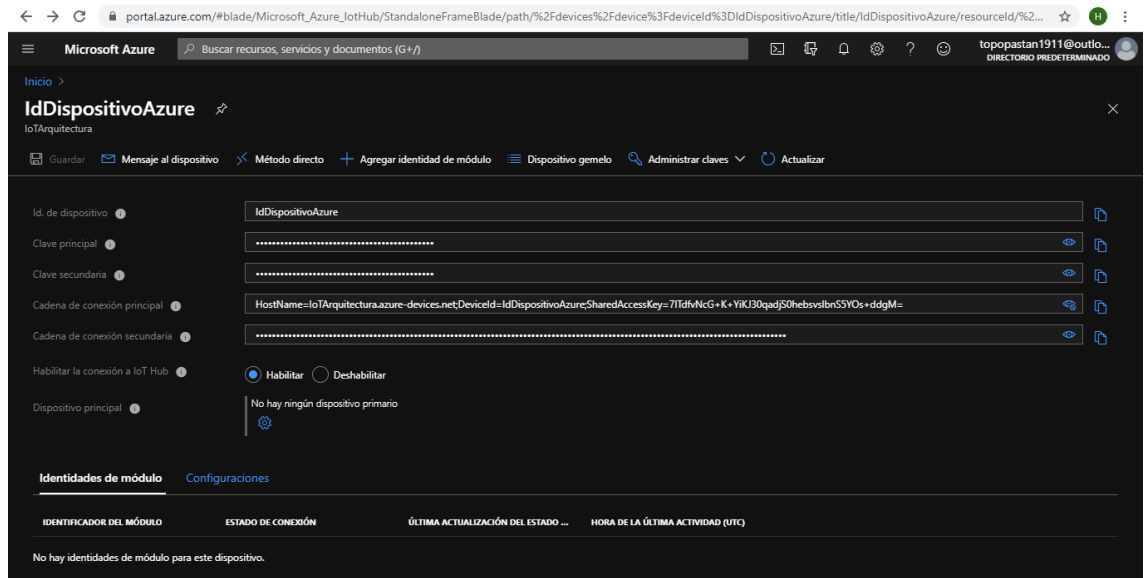 portal.azure.com/#blade/Microsoft_Azure_IotHub/StandaloneFrameBlade/path/%2Fdevices%2Fdevice%3FdeviceId%3DIdDispositivoAzure/title/IdDispositivoAzure/resourceId/%2...
H
Microsoft Azure
Buscar recursos, servicios y documentos (G+/)
topopastan1911@outlo...
DIRECTORIO PREDETERMINADO
Inicio >
IdDispositivoAzure
IoTArquitectura
Guardar Mensaje al dispositivo Método directo Agregar identidad de módulo Dispositivo gemelo Administrar claves Actualizar
Id. de dispositivo IdDispositivoAzure
Clave principal
Clave secundaria
Cadena de conexión principal HostName=IoTArquitectura.azure-devices.net;DeviceId=IdDispositivoAzure;SharedAccessKey=
Cadena de conexión secundaria
Habilitar la conexión a IoT Hub Habilitar Deshabilitar
Dispositivo principal No hay ningún dispositivo primario
Identidades de módulo Configuraciones
IDENTIFICADOR DEL MÓDULO ESTADO DE CONEXIÓN ÚLTIMA ACTUALIZACIÓN DEL ESTADO ... HORA DE LA ÚLTIMA ACTIVIDAD (UTC)
No hay identidades de módulo para este dispositivo.